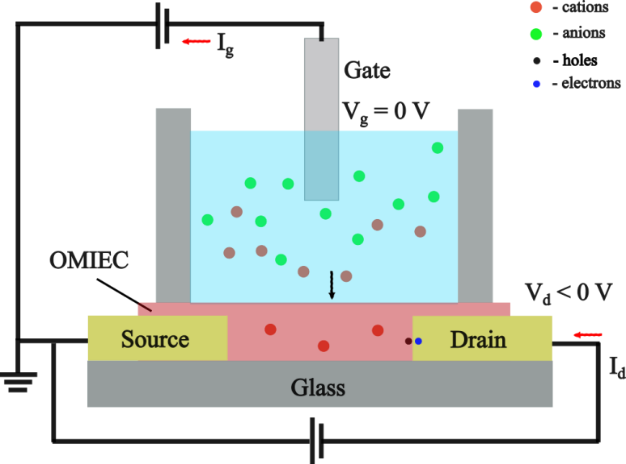 - cations
- anions
- holes
- electrons
I_g
Gate
V_g = 0 V
OMIEC
V_d < 0 V
Source
Drain
I_d
Glass